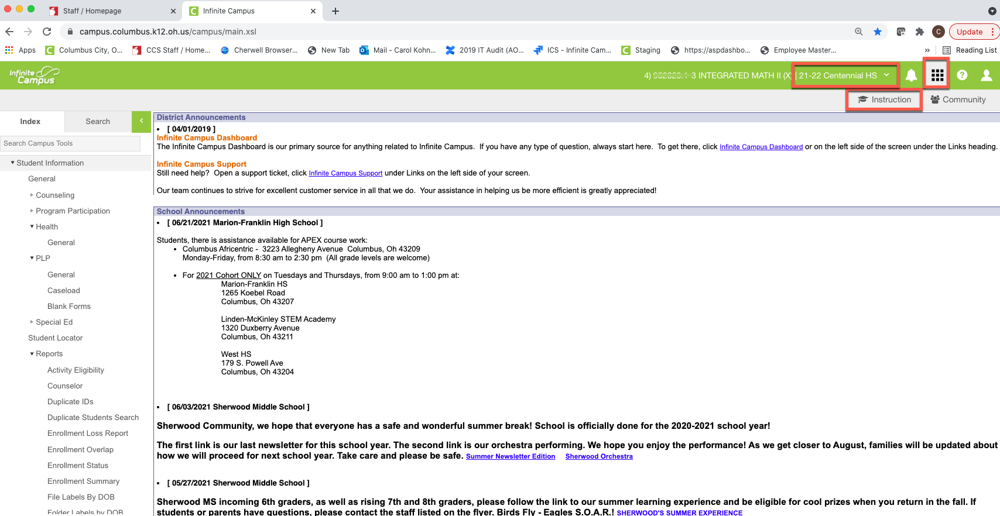 Staff / Homepage
Infinite Campus
campus.columbus.k12.oh.us/campus/main.xsl
C
Update
Apps
Columbus City, O...
CCS Staff / Home...
Cherwell Browser...
New Tab
Mail - Carol Kohn...
2019 IT Audit (AO...
ICS - Infinite Cam...
Staging
https://aspdashbo...
Employee Master...
»
Reading List
Infinite Campus
4)
3 INTEGRATED MATH II (X) | 21-22 Centennial HS
Instruction
Community
Index
Search
Search Campus Tools
Student Information
General
Counseling
Program Participation
Health
General
PLP
General
Caseload
Blank Forms
Special Ed
Student Locator
Reports
Activity Eligibility
Counselor
Duplicate IDs
Duplicate Students Search
Enrollment Loss Report
Enrollment Overlap
Enrollment Status
Enrollment Summary
File Labels By DOB
Folder Labels by DOB
District Announcements
• [ 04/01/2019 ]
Infinite Campus Dashboard
The Infinite Campus Dashboard is our primary source for anything related to Infinite Campus. If you have any type of question, always start here. To get there, click Infinite Campus Dashboard or on the left side of the screen under the Links heading.
Infinite Campus Support
Still need help? Open a support ticket, click Infinite Campus Support under Links on the left side of your screen.
Our team continues to strive for excellent customer service in all that we do. Your assistance in helping us be more efficient is greatly appreciated!
School Announcements
• [ 06/21/2021 Marion-Franklin High School ]
Students, there is assistance available for APEX course work:
• Columbus Africentric - 3223 Allegheny Avenue Columbus, Oh 43209
Monday-Friday, from 8:30 am to 2:30 pm (All grade levels are welcome)
• For 2021 Cohort ONLY on Tuesdays and Thursdays, from 9:00 am to 1:00 pm at:
Marion-Franklin HS
1265 Koebel Road
Columbus, Oh 43207
Linden-McKinley STEM Academy
1320 Duxberry Avenue
Columbus, Oh 43211
West HS
179 S. Powell Ave
Columbus, Oh 43204
• [ 06/03/2021 Sherwood Middle School ]
Sherwood Community, we hope that everyone has a safe and wonderful summer break! School is officially done for the 2020-2021 school year!
The first link is our last newsletter for this school year. The second link is our orchestra performing. We hope you enjoy the performance! As we get closer to August, families will be updated about
how we will proceed for next school year. Take care and please be safe. Summer Newsletter Edition Sherwood Orchestra
• [ 05/27/2021 Sherwood Middle School ]
Sherwood MS incoming 6th graders, as well as rising 7th and 8th graders, please follow the link to our summer learning experience and be eligible for cool prizes when you return in the fall. If
students or parents have questions, please contact the staff listed on the flyer. Birds Fly - Eagles S.O.A.R.! SHERWOOD'S SUMMER EXPERIENCE